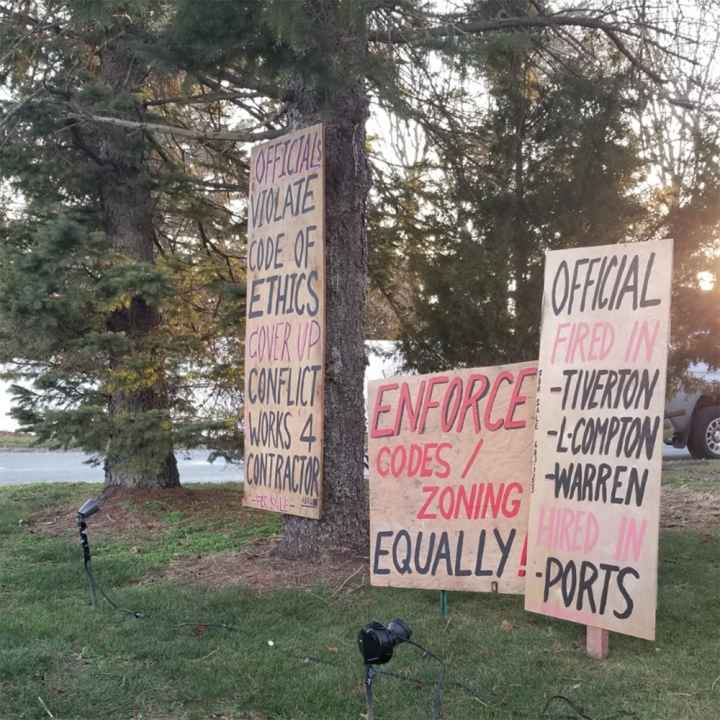 OFFICIALS
VIOLATE
CODE OF
ETHICS
COVER UP
CONFLICT
WORKS 4
CONTRACTOR
ENFORCE
CODES /
ZONING
EQUALLY!
OFFICIAL
FIRED IN
-TIVERTON
-L-COMPTON
-WARREN
HIRED IN
-PORTS